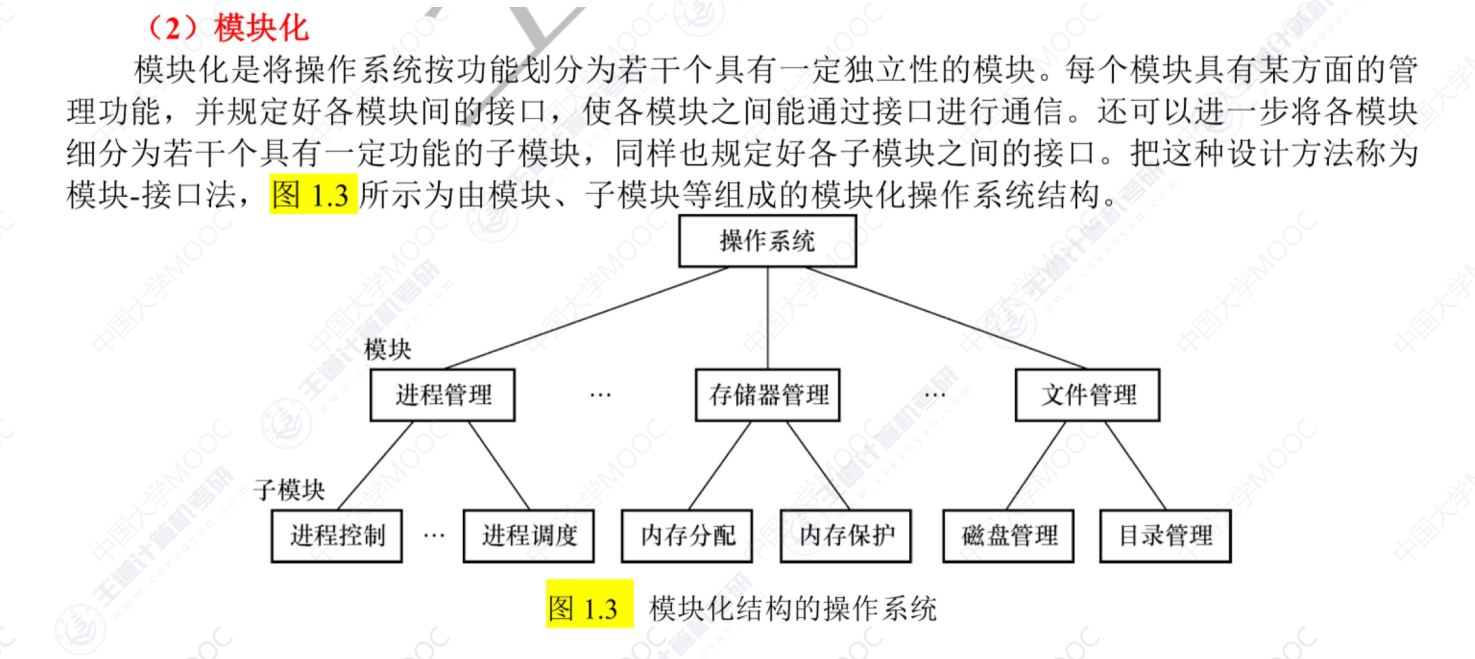 （2）模块化
模块化是将操作系统按功能划分为若干个具有一定独立性的模块。每个模块具有某方面的管
理功能，并规定好各模块间的接口，使各模块之间能通过接口进行通信。还可以进一步将各模块
细分为若干个具有一定功能的子模块，同样也规定好各子模块之间的接口。把这种设计方法称为
模块-接口法，图 1.3 所示为由模块、子模块等组成的模块化操作系统结构。
操作系统
模块
进程管理 … 存储器管理 … 文件管理
子模块
进程控制 … 进程调度 内存分配 内存保护 磁盘管理 目录管理
图 1.3 模块化结构的操作系统
中国大学MOOC
王道计算机考研
www.cskaoyan.com